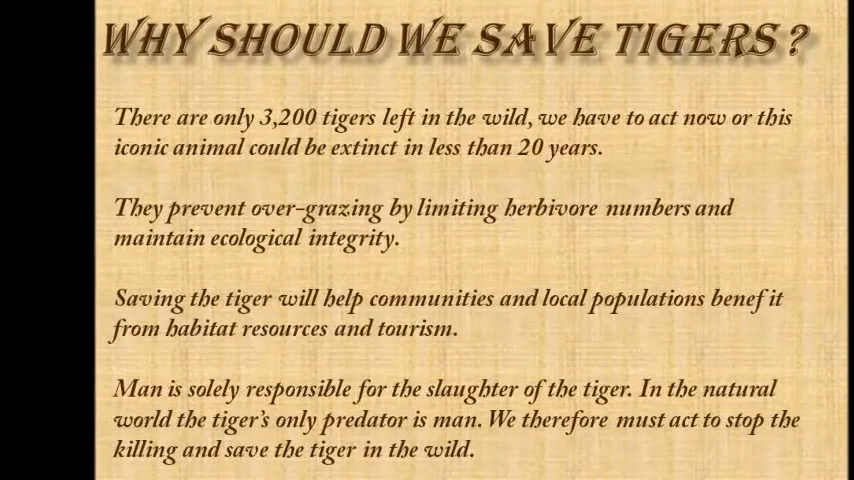 WHY SHOULD WE SAVE TIGERS ?
There are only 3,200 tigers left in the wild, we have to act now or this
iconic animal could be extinct in less than 20 years.
They prevent over-grazing by limiting herbivore numbers and
maintain ecological integrity.
Saving the tiger will help communities and local populations benefit
from habitat resources and tourism.
Man is solely responsible for the slaughter of the tiger. In the natural
world the tiger's only predator is man. We therefore must act to stop the
killing and save the tiger in the wild.